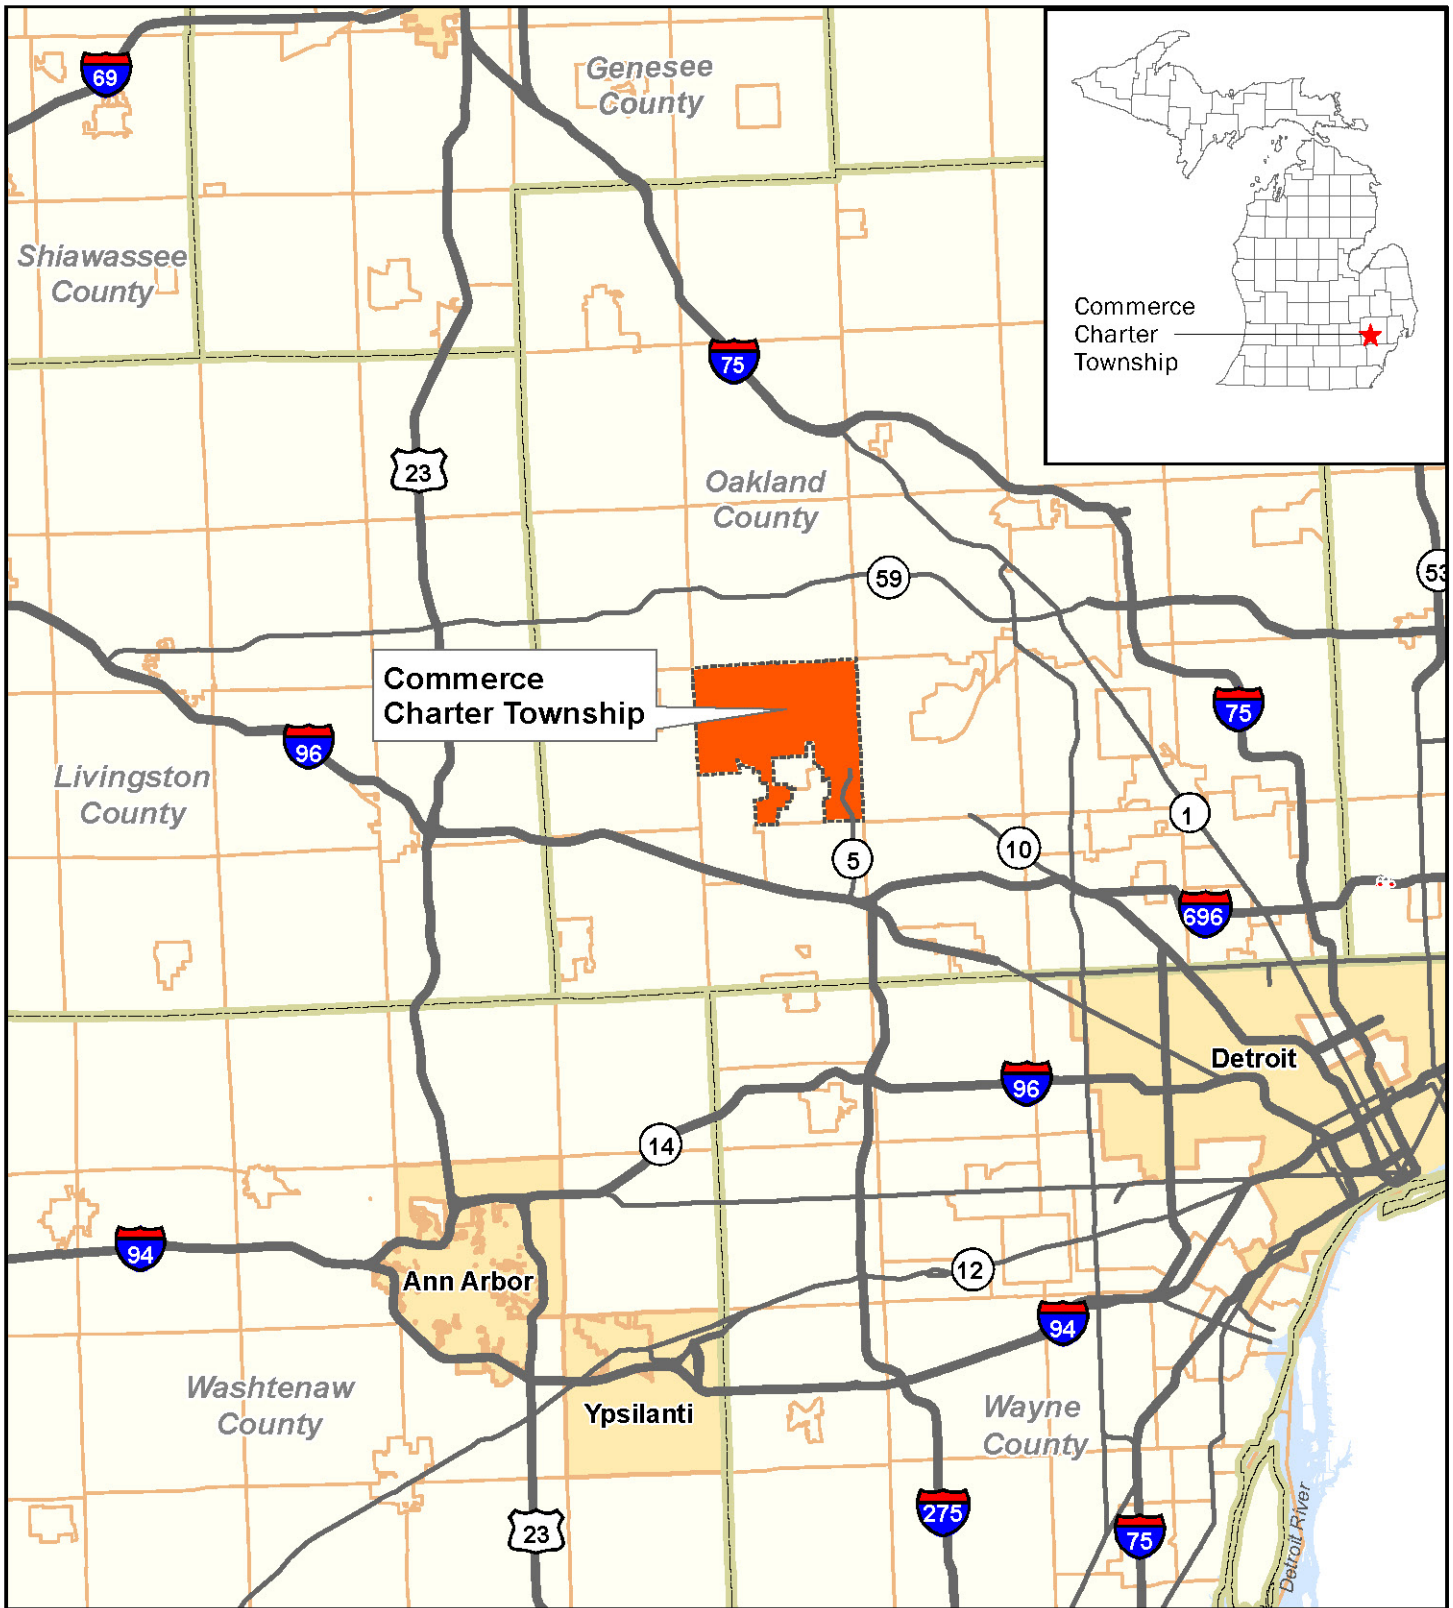 69
Genesee
County
Shiawassee
County
Commerce
Charter
Township
75
23
Oakland
County
59
53
Commerce
Charter Township
96
75
Livingston
County
1
10
5
696
Detroit
96
14
94
Ann Arbor
12
94
Washtenaw
County
Ypsilanti
Wayne
County
275
23
75
Detroit River